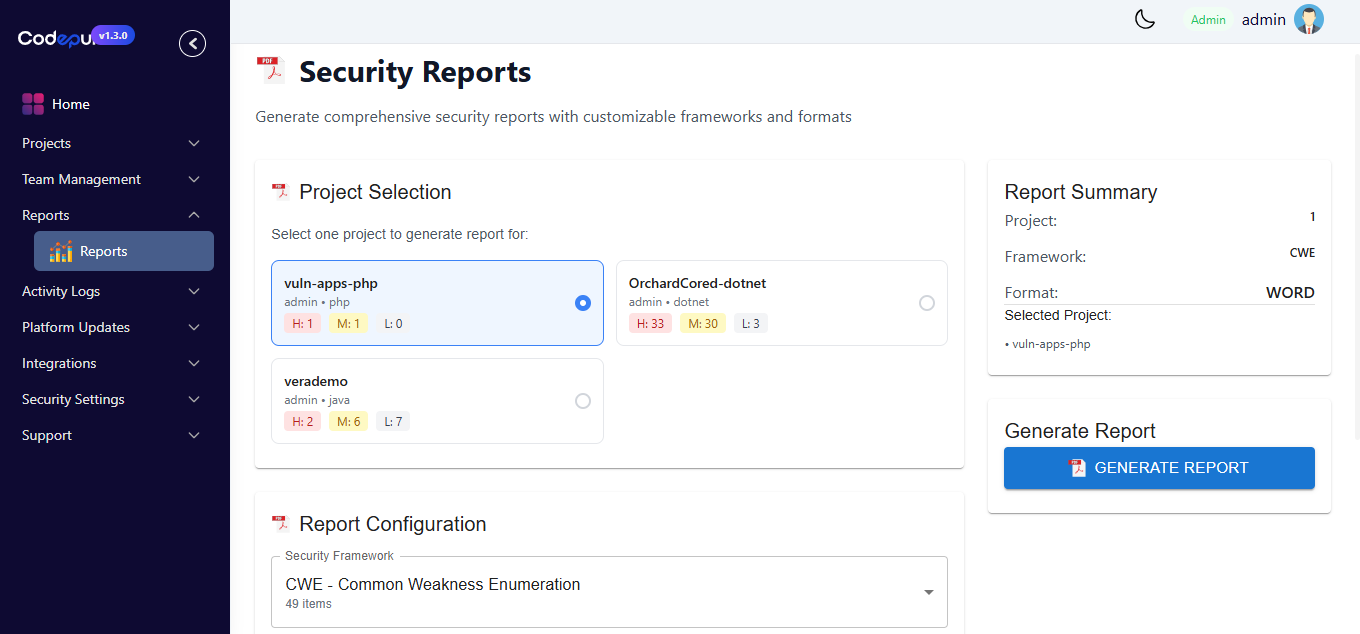 v1.3.0
Admin
admin
Home
Projects
Team Management
Reports
Reports
Activity Logs
Platform Updates
Integrations
Security Settings
Support
PDF
Security Reports
Generate comprehensive security reports with customizable frameworks and formats
Project Selection
Select one project to generate report for:
vuln-apps-php
admin • php
H: 1 M: 1 L: 0
OrchardCored-dotnet
admin • dotnet
H: 33 M: 30 L: 3
verademo
admin • java
H: 2 M: 6 L: 7
Report Configuration
Security Framework
CWE - Common Weakness Enumeration
49 items
Report Summary
Project: 1
Framework: CWE
Format: WORD
Selected Project:
• vuln-apps-php
Generate Report
GENERATE REPORT